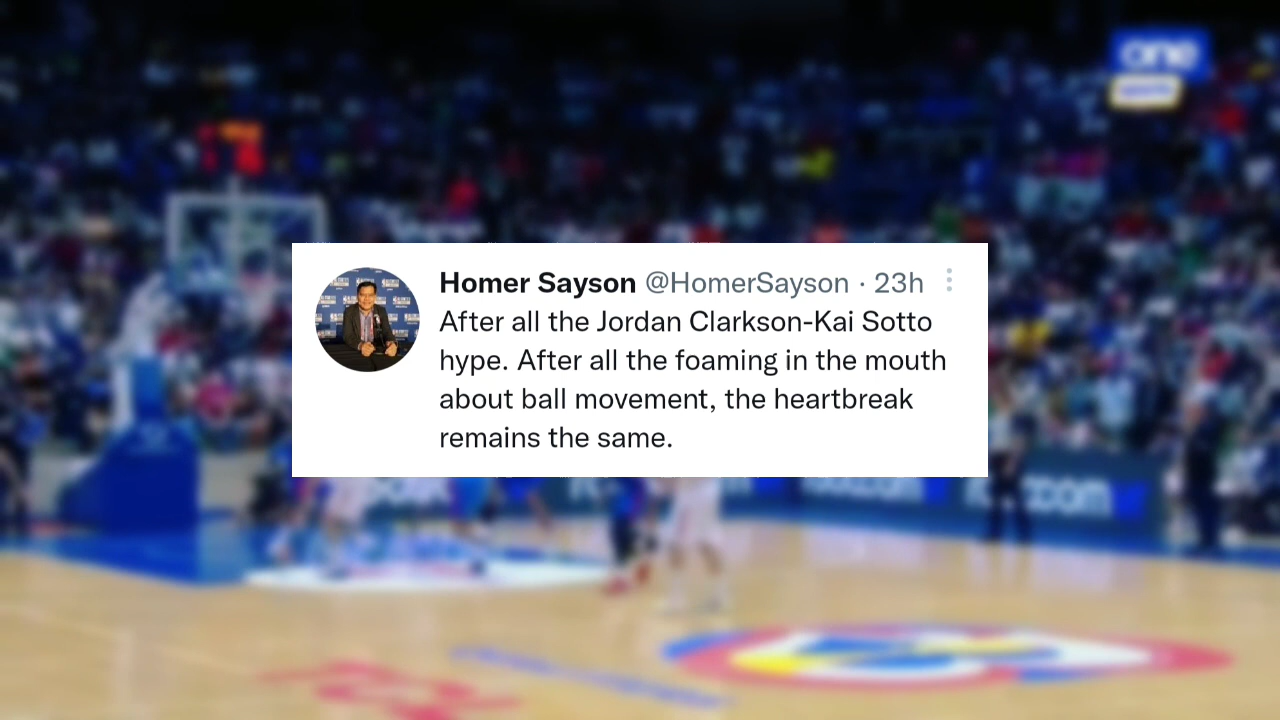 one
Homer Sayson @HomerSayson · 23h
After all the Jordan Clarkson-Kai Sotto
hype. After all the foaming in the mouth
about ball movement, the heartbreak
remains the same.